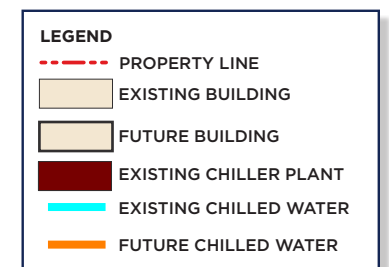 LEGEND
PROPERTY LINE
EXISTING BUILDING
FUTURE BUILDING
EXISTING CHILLER PLANT
EXISTING CHILLED WATER
FUTURE CHILLED WATER